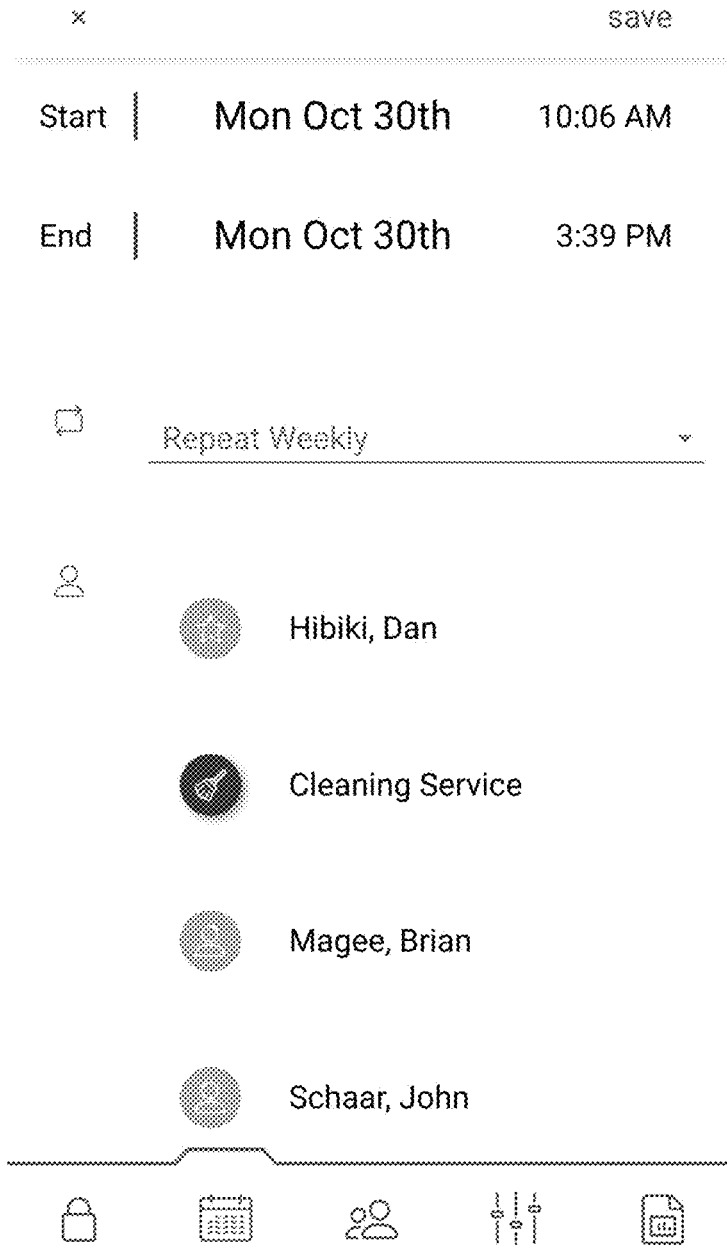 × save
Start Mon Oct 30th 10:06 AM
End Mon Oct 30th 3:39 PM
Repeat Weekly
Hibiki, Dan
Cleaning Service
Magee, Brian
Schaar, John